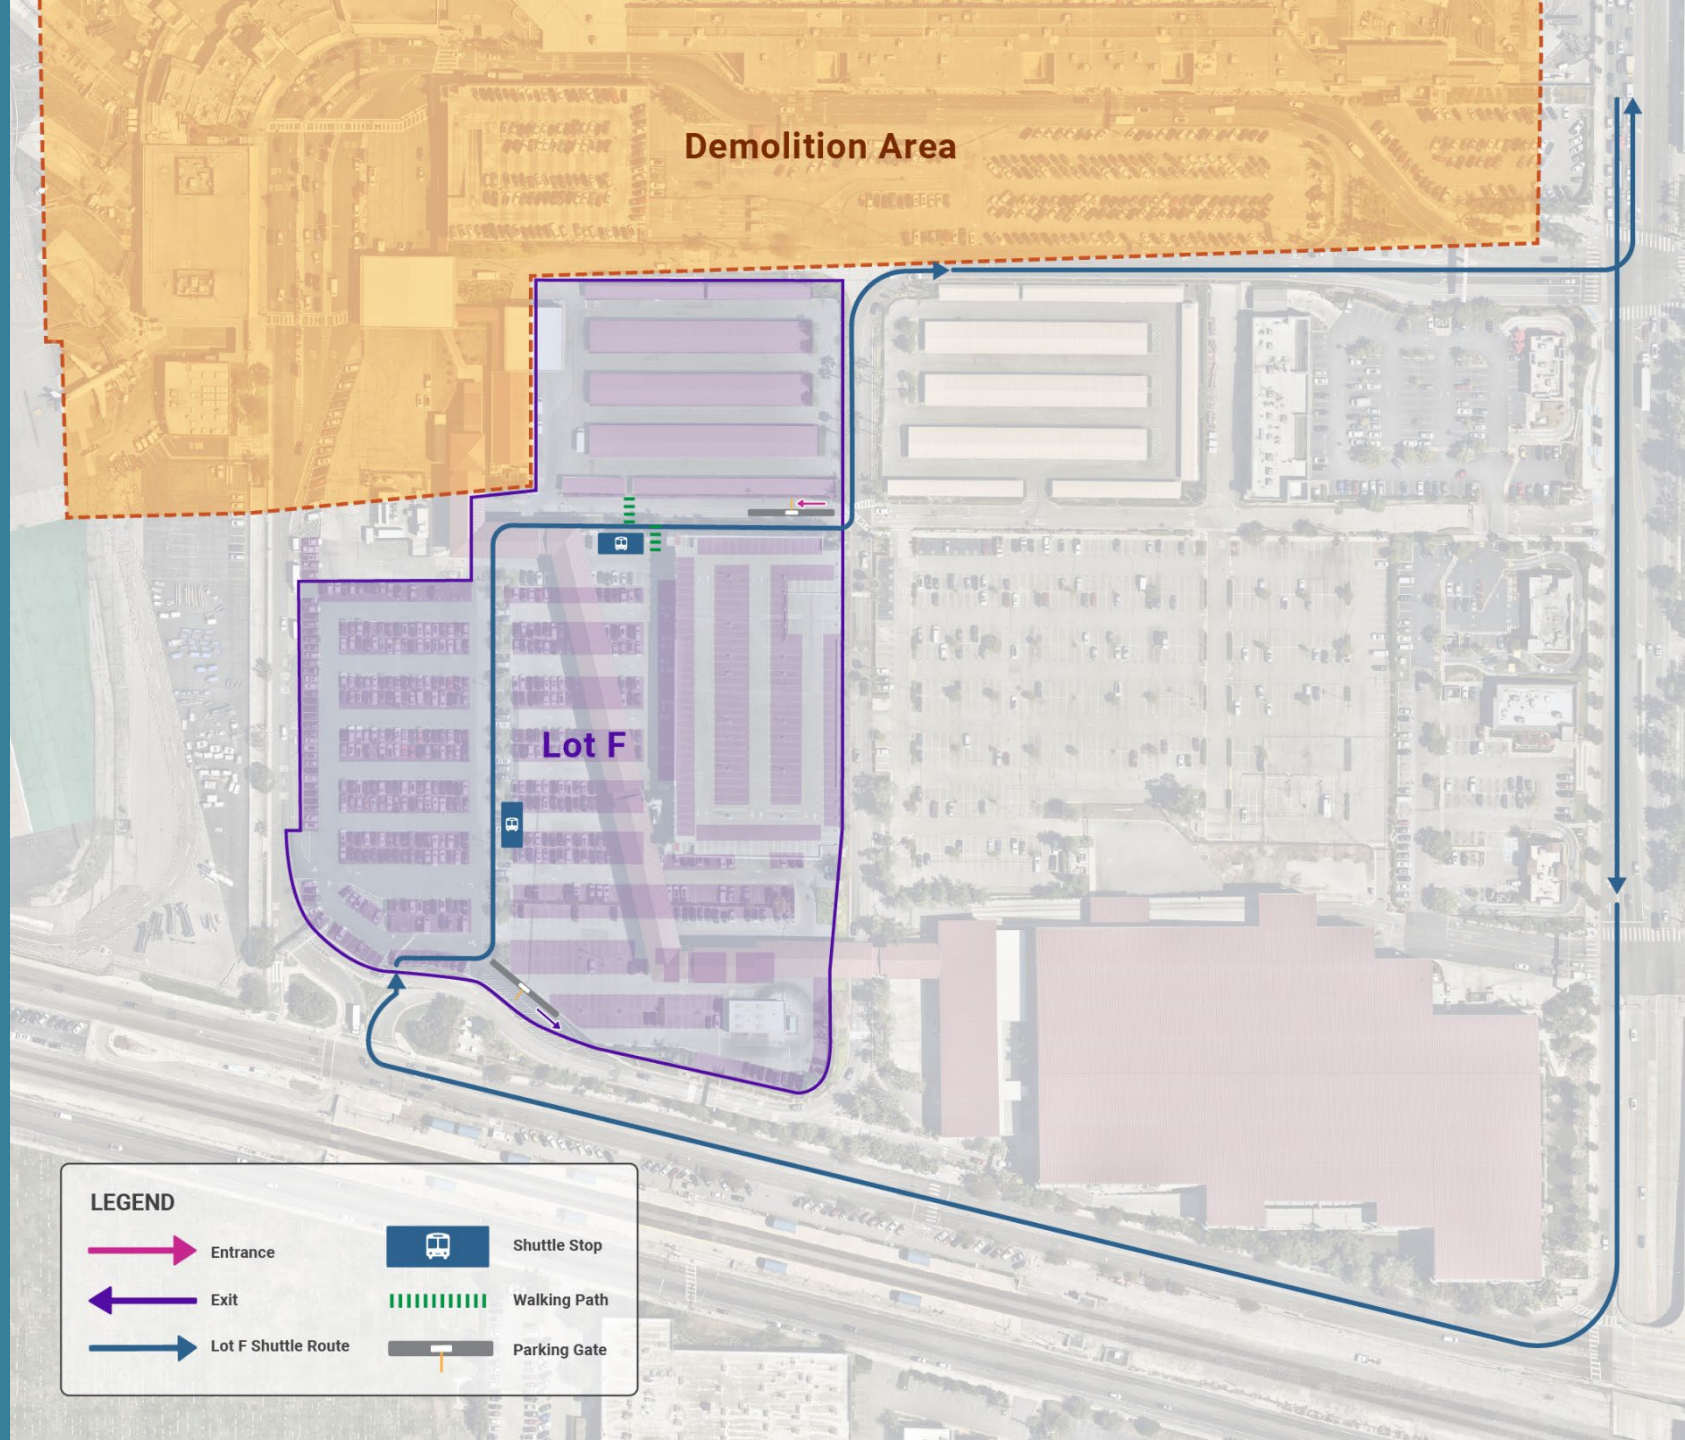 Demolition Area
Lot F
LEGEND
Entrance
Shuttle Stop
Exit
Walking Path
Lot F Shuttle Route
Parking Gate